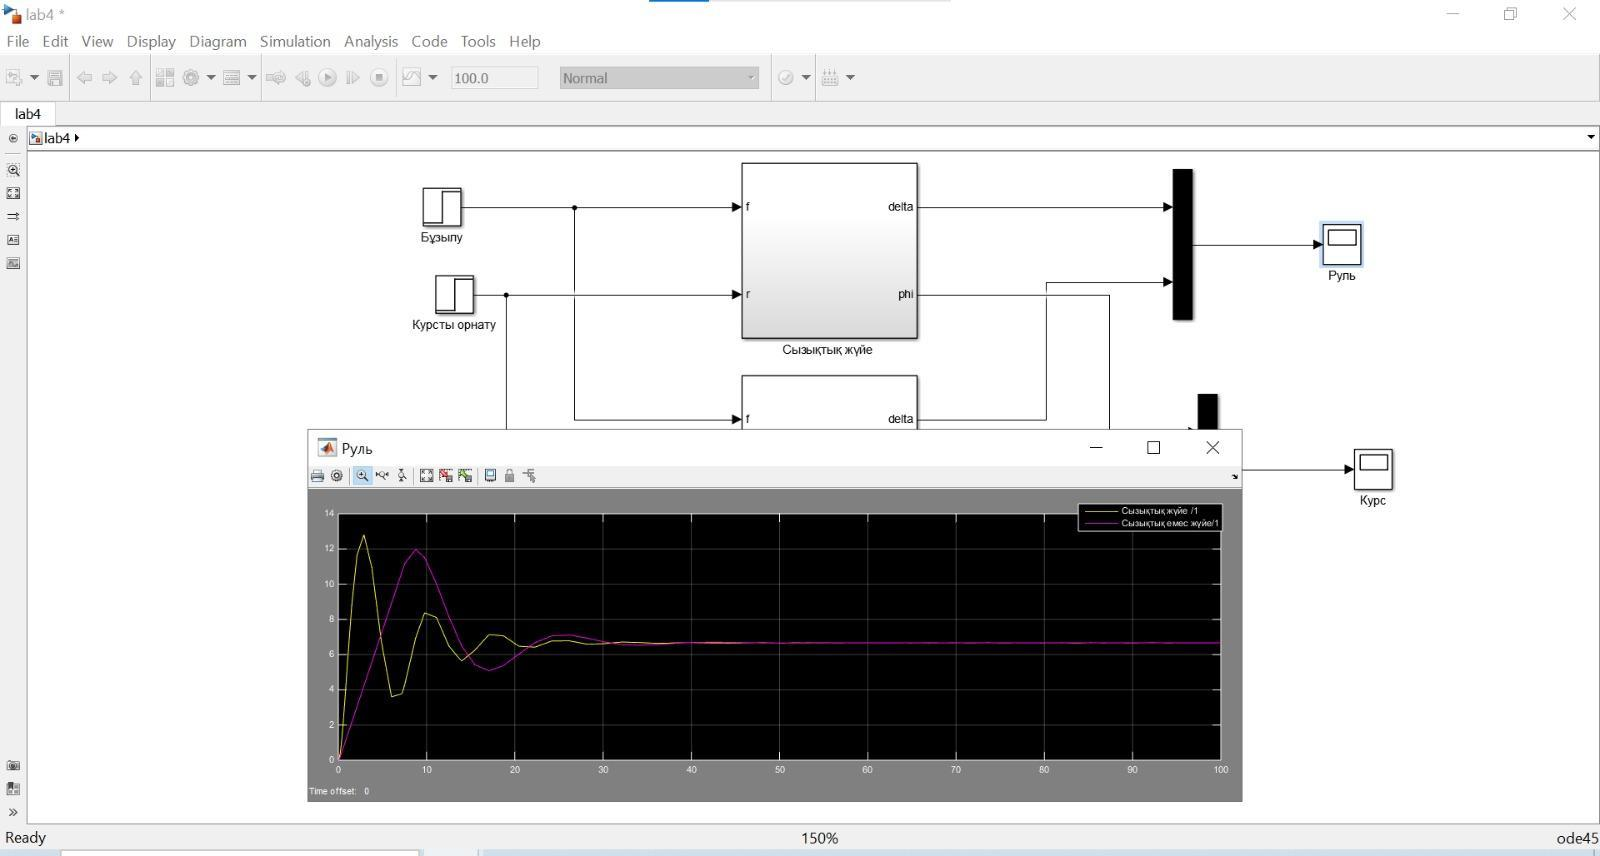 lab4 *
File Edit View Display Diagram Simulation Analysis Code Tools Help
100.0 Normal
lab4
lab4
Бұзылу
f
delta
Руль
Курсты орнату
r
phi
Сызықтық жүйе
f
delta
Руль
Курс
Сызықтық жүйе /1
Сызықтық емес жүйе/1
14
12
10
8
6
4
2
0
0 10 20 30 40 50 60 70 80 90 100
Time offset: 0
Ready 150% ode45